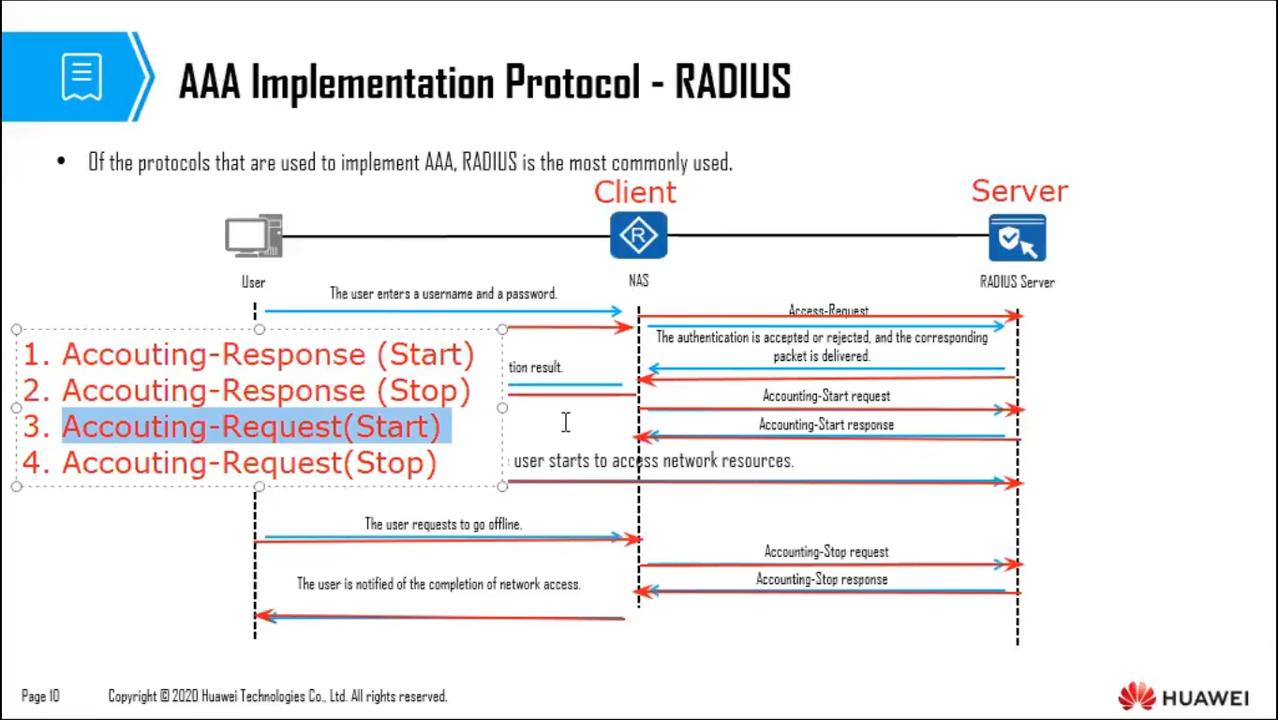 AAA Implementation Protocol - RADIUS
• Of the protocols that are used to implement AAA, RADIUS is the most commonly used.
Client
Server
R
User
NAS
RADIUS Server
The user enters a username and a password.
Access-Request
The authentication is accepted or rejected, and the corresponding
packet is delivered.
1. Accouting-Response (Start)
2. Accouting-Response (Stop)
3. Accouting-Request(Start)
4. Accouting-Request(Stop)
tion result.
Accounting-Start request
Accounting-Start response
user starts to access network resources.
The user requests to go offline.
Accounting-Stop request
Accounting-Stop response
The user is notified of the completion of network access.
Page 10
Copyright © 2020 Huawei Technologies Co., Ltd. All rights reserved.
HUAWEI